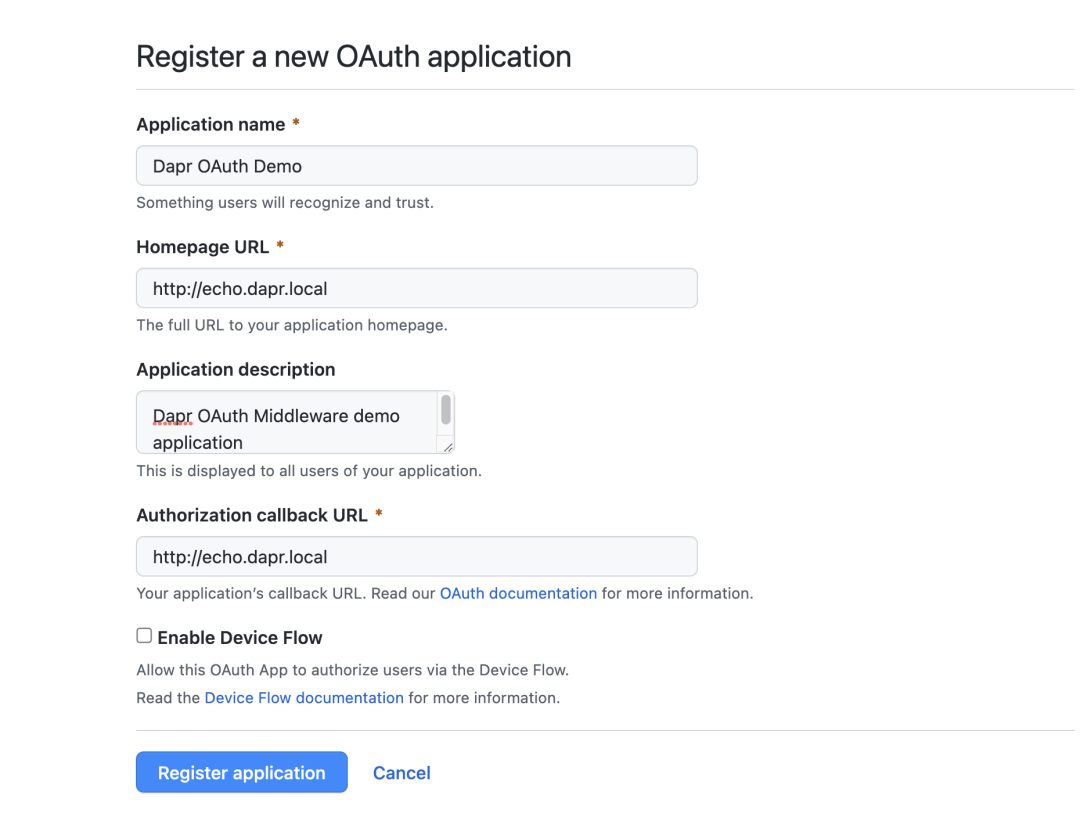 Register a new OAuth application
Application name *
Dapr OAuth Demo
Something users will recognize and trust.
Homepage URL *
http://echo.dapr.local
The full URL to your application homepage.
Application description
Dapr OAuth Middleware demo
application
This is displayed to all users of your application.
Authorization callback URL *
http://echo.dapr.local
Your application’s callback URL. Read our OAuth documentation for more information.
Enable Device Flow
Allow this OAuth App to authorize users via the Device Flow.
Read the Device Flow documentation for more information.
Register application Cancel